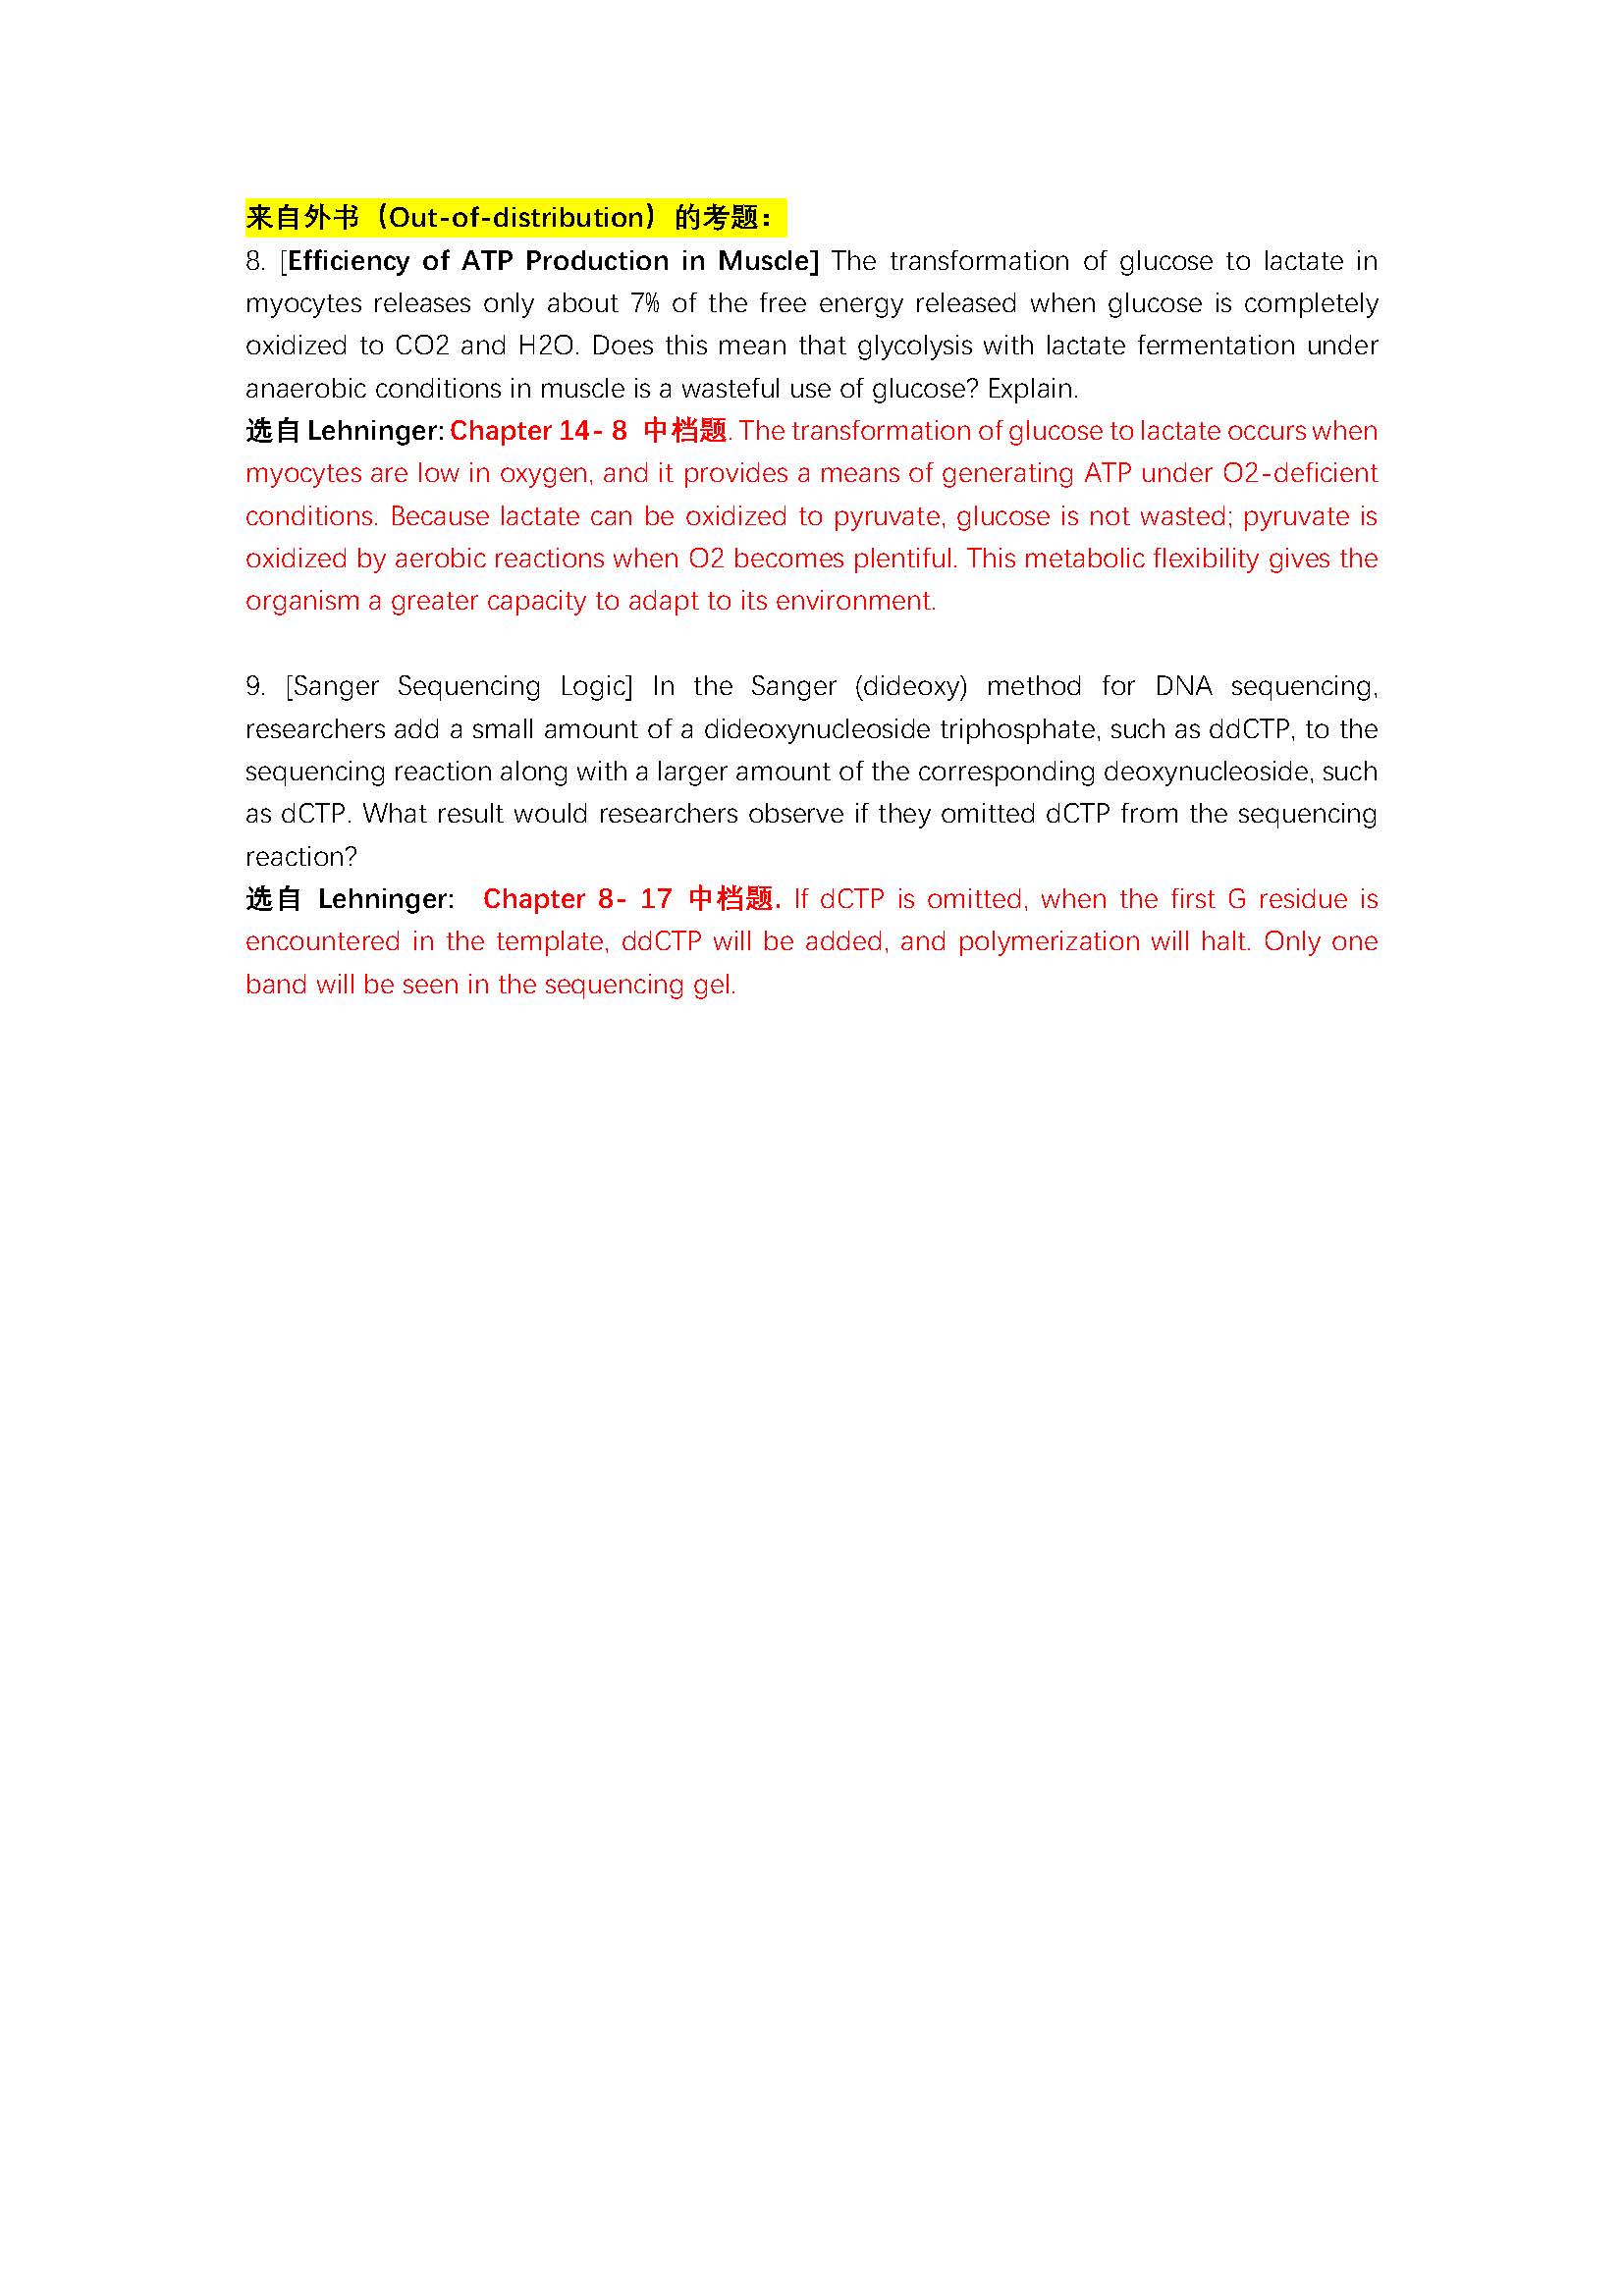 来自外书（Out-of-distribution）的考题：
8. [Efficiency of ATP Production in Muscle] The transformation of glucose to lactate in
myocytes releases only about 7% of the free energy released when glucose is completely
oxidized to CO2 and H2O. Does this mean that glycolysis with lactate fermentation under
anaerobic conditions in muscle is a wasteful use of glucose? Explain.
选自 Lehninger: Chapter 14- 8 中档题. The transformation of glucose to lactate occurs when
myocytes are low in oxygen, and it provides a means of generating ATP under O2-deficient
conditions. Because lactate can be oxidized to pyruvate, glucose is not wasted; pyruvate is
oxidized by aerobic reactions when O2 becomes plentiful. This metabolic flexibility gives the
organism a greater capacity to adapt to its environment.
9. [Sanger Sequencing Logic] In the Sanger (dideoxy) method for DNA sequencing,
researchers add a small amount of a dideoxynucleoside triphosphate, such as ddCTP, to the
sequencing reaction along with a larger amount of the corresponding deoxynucleoside, such
as dCTP. What result would researchers observe if they omitted dCTP from the sequencing
reaction?
选自 Lehninger: Chapter 8- 17 中档题. If dCTP is omitted, when the first G residue is
encountered in the template, ddCTP will be added, and polymerization will halt. Only one
band will be seen in the sequencing gel.